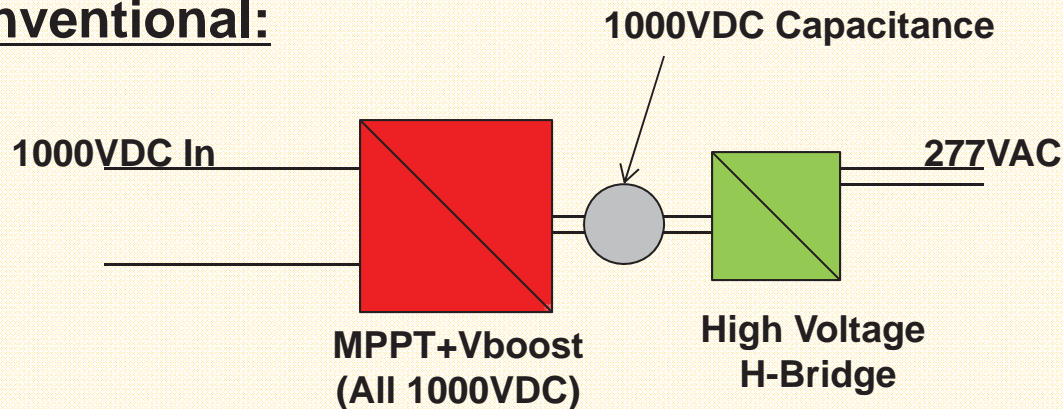 nventional:
1000VDC Capacitance
1000VDC In
277VAC
MPPT+Vboost
(All 1000VDC)
High Voltage
H-Bridge